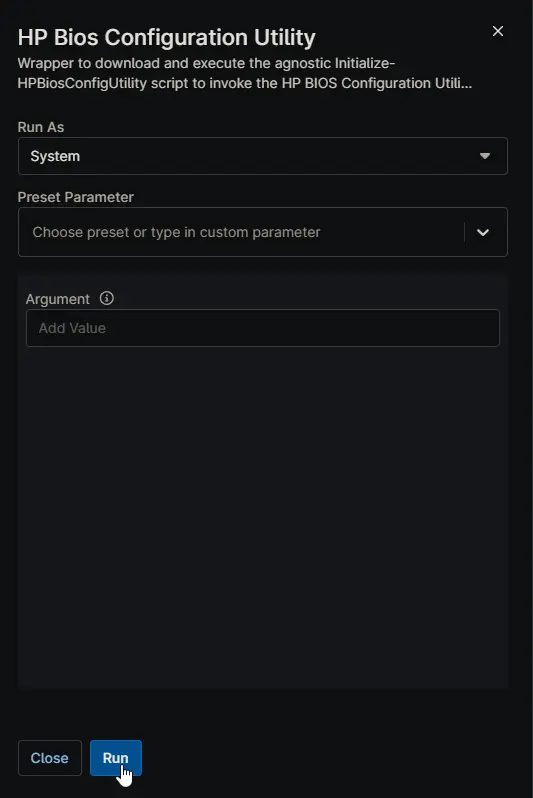 HP Bios Configuration Utility
Wrapper to download and execute the agnostic Initialize-
HPBiosConfigUtility script to invoke the HP BIOS Configuration Utili...
Run As
System
Preset Parameter
Choose preset or type in custom parameter
Argument
Add Value
Close
Run